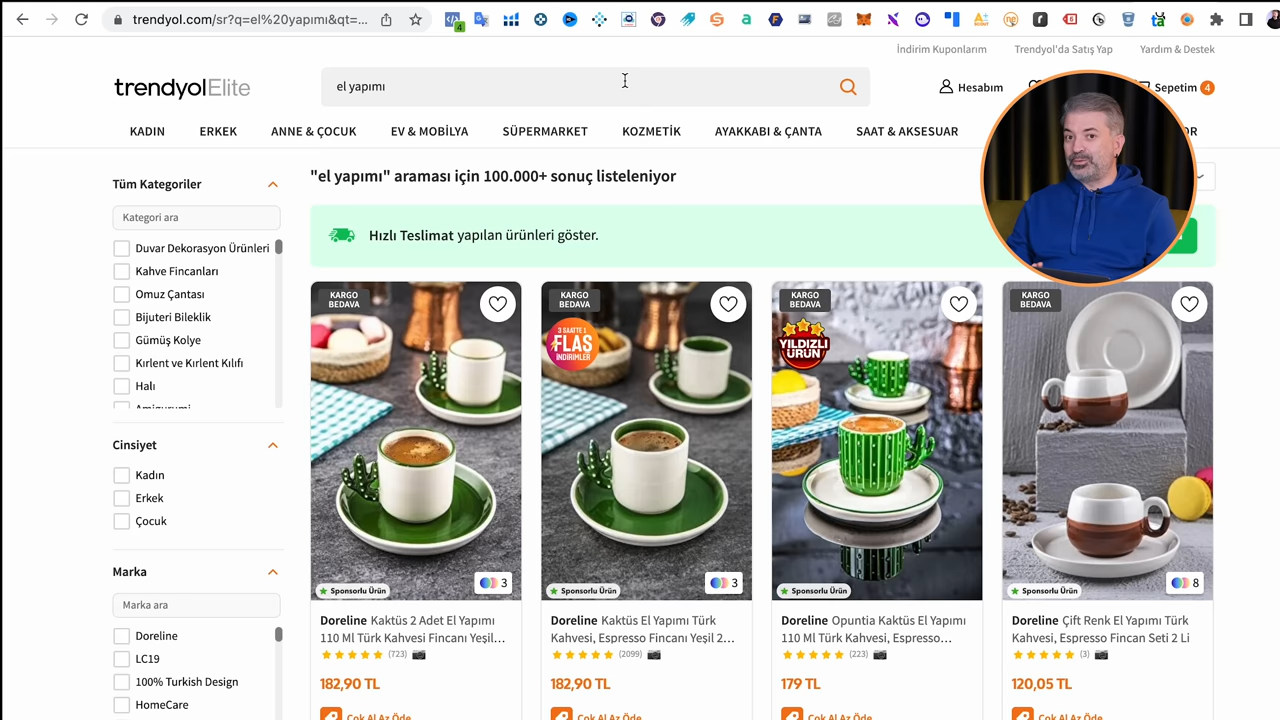 trendyol.com/sr?q=el%20yapımı&qt=...
4
İndirim Kuponlarım
Trendyol'da Satış Yap
Yardım & Destek
trendyolElite
el yapımı
Hesabım
Sepetim 4
KADIN
ERKEK
ANNE & ÇOCUK
EV & MOBİLYA
SÜPERMARKET
KOZMETİK
AYAKKABI & ÇANTA
SAAT & AKSESUAR
OR
Tüm Kategoriler
Kategori ara
Duvar Dekorasyon Ürünleri
Kahve Fincanları
Omuz Çantası
Bijuteri Bileklik
Gümüş Kolye
Kırlent ve Kırlent Kılıfı
Halı
Amigurumi
Cinsiyet
Kadın
Erkek
Çocuk
Marka
Marka ara
Doreline
LC19
100% Turkish Design
HomeCare
"el yapımı" araması için 100.000+ sonuç listeleniyor
Hızlı Teslimat yapılan ürünleri göster.
KARGO
BEDAVA
3
Sponsorlu Ürün
Doreline Kaktüs 2 Adet El Yapımı
110 Ml Türk Kahvesi Fincanı Yeşil...
(723)
182,90 TL
Çok Al Az Öde
KARGO
BEDAVA
3 SAATTE 1
FLAŞ
İNDİRİMLER
3
Sponsorlu Ürün
Doreline Kaktüs El Yapımı Türk
Kahvesi, Espresso Fincanı Yeşil 2...
(2099)
182,90 TL
Çok Al Az Öde
KARGO
BEDAVA
YILDIZLI
ÜRÜN
Sponsorlu Ürün
Doreline Opuntia Kaktüs El Yapımı
110 Ml Türk Kahvesi, Espresso...
(223)
179 TL
Çok Al Az Öde
KARGO
BEDAVA
8
Sponsorlu Ürün
Doreline Çift Renk El Yapımı Türk
Kahvesi, Espresso Fincan Seti 2 Li
(3)
120,05 TL
Çok Al Az Öde